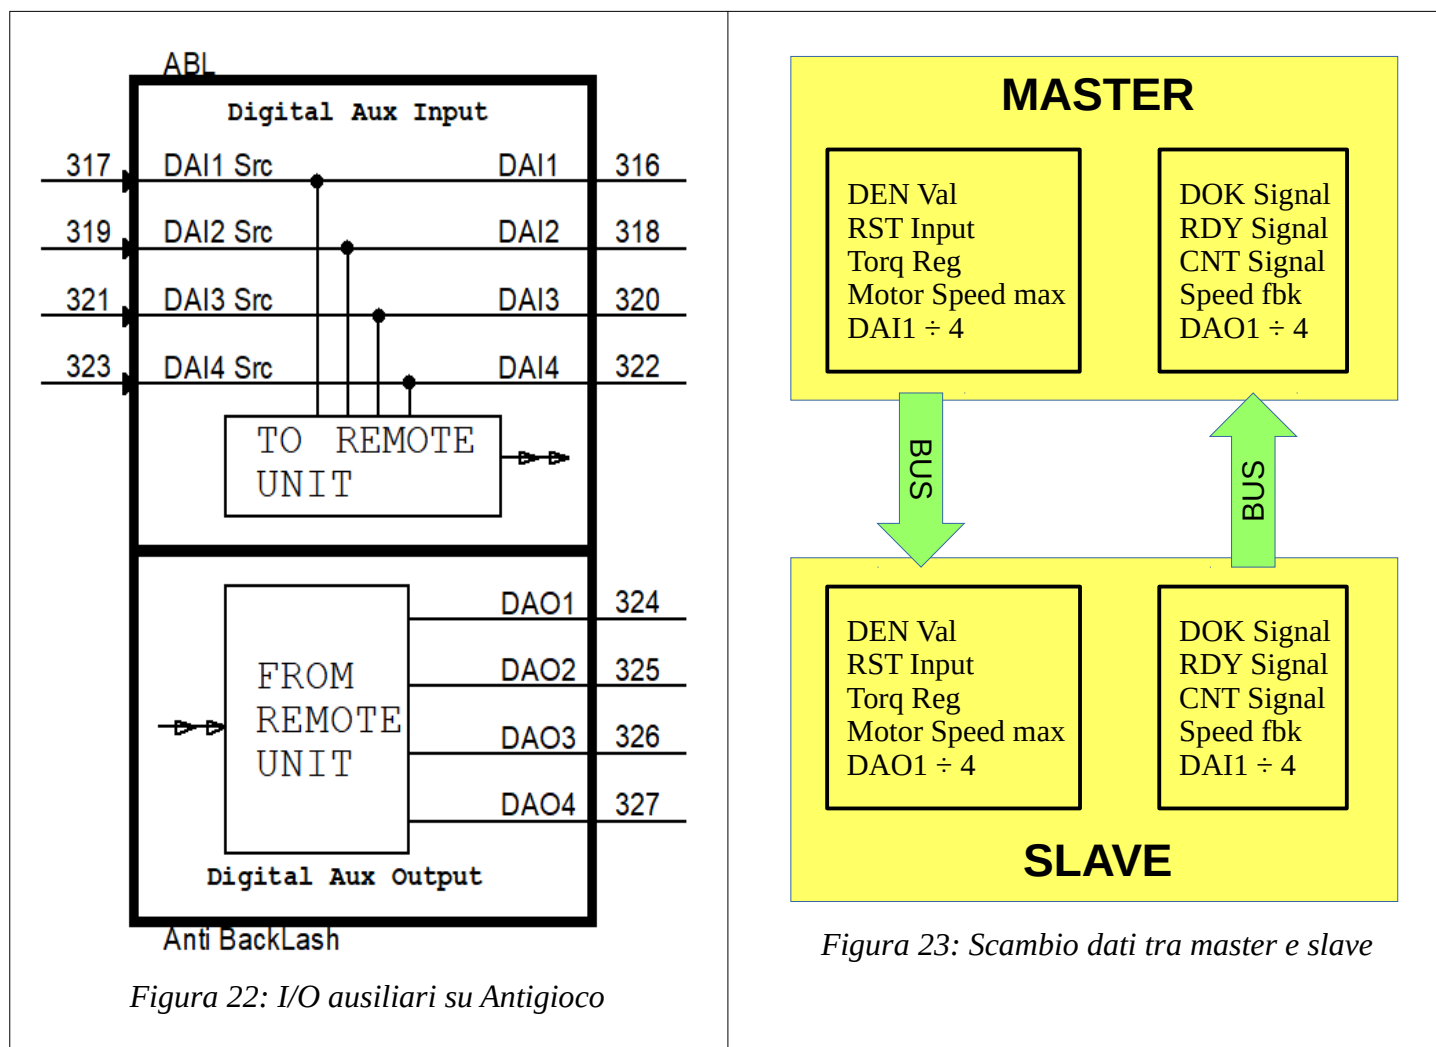 ABL
Digital Aux Input
317 DAI1 Src DAI1 316
319 DAI2 Src DAI2 318
321 DAI3 Src DAI3 320
323 DAI4 Src DAI4 322
TO REMOTE
UNIT
DAO1 324
DAO2 325
DAO3 326
DAO4 327
FROM
REMOTE
UNIT
Digital Aux Output
Anti BackLash
Figura 22: I/O ausiliari su Antigioco
MASTER
DEN Val
RST Input
Torq Reg
Motor Speed max
DAI1 ÷ 4
DOK Signal
RDY Signal
CNT Signal
Speed fbk
DAO1 ÷ 4
BUS
BUS
DEN Val
RST Input
Torq Reg
Motor Speed max
DAO1 ÷ 4
DOK Signal
RDY Signal
CNT Signal
Speed fbk
DAI1 ÷ 4
SLAVE
Figura 23: Scambio dati tra master e slave